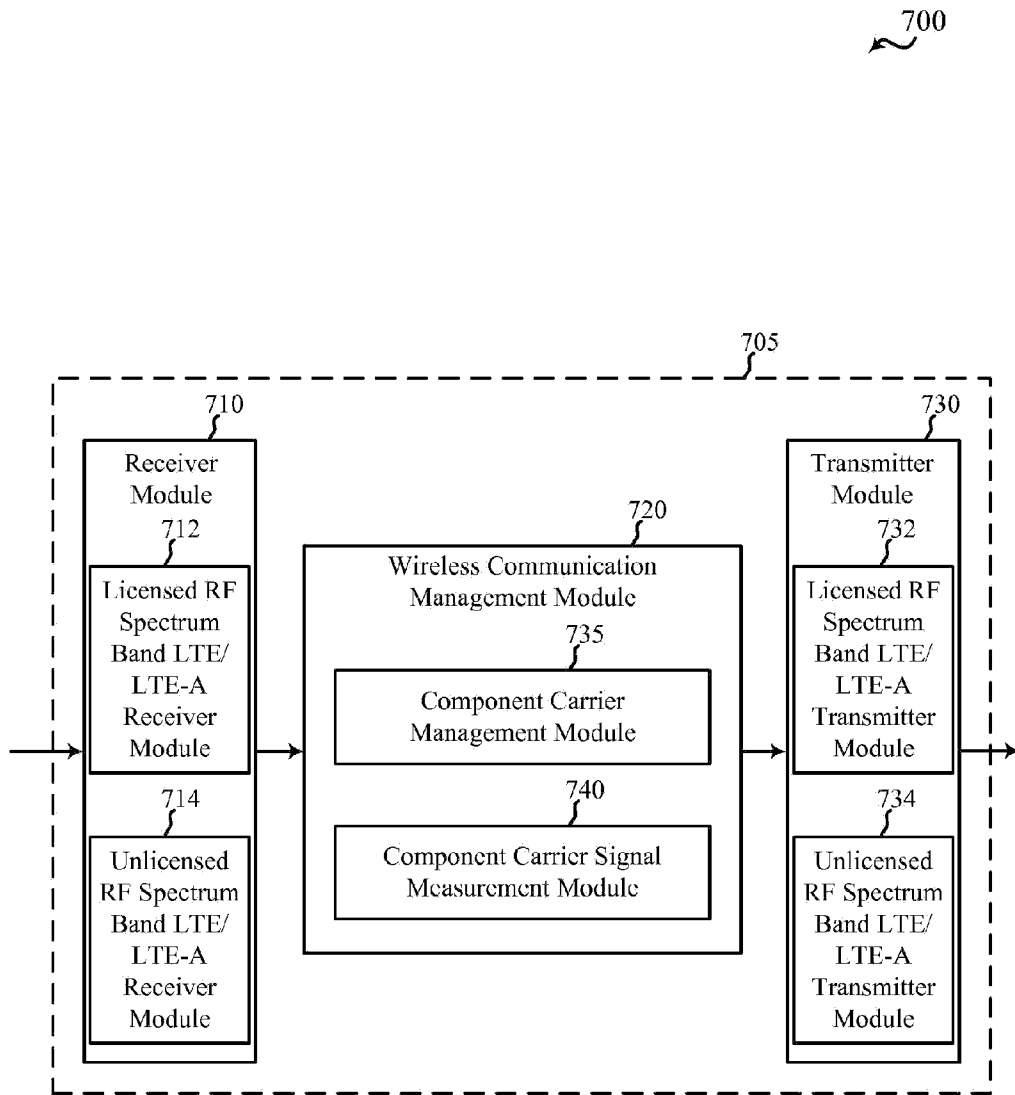 700
705
710
Receiver
Module
712
Licensed RF
Spectrum
Band LTE/
LTE-A
Receiver
Module
714
Unlicensed
RF Spectrum
Band LTE/
LTE-A
Receiver
Module
720
Wireless Communication
Management Module
735
Component Carrier
Management Module
740
Component Carrier Signal
Measurement Module
730
Transmitter
Module
732
Licensed RF
Spectrum
Band LTE/
LTE-A
Transmitter
Module
734
Unlicensed
RF Spectrum
Band LTE/
LTE-A
Transmitter
Module